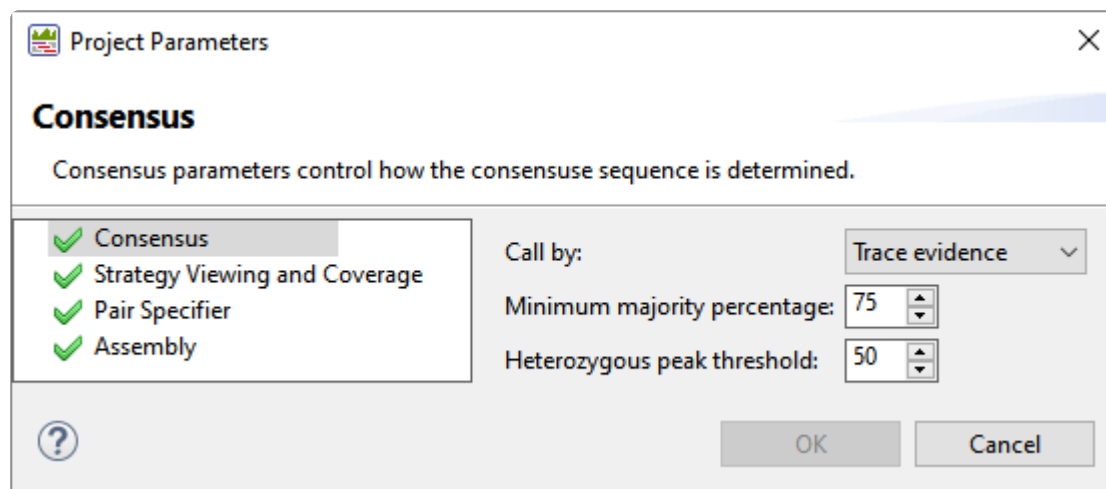 Project Parameters
Consensus
Consensus parameters control how the consensuse sequence is determined.
Consensus
Strategy Viewing and Coverage
Pair Specifier
Assembly
Call by: Trace evidence
Minimum majority percentage: 75
Heterozygous peak threshold: 50
?
OK Cancel